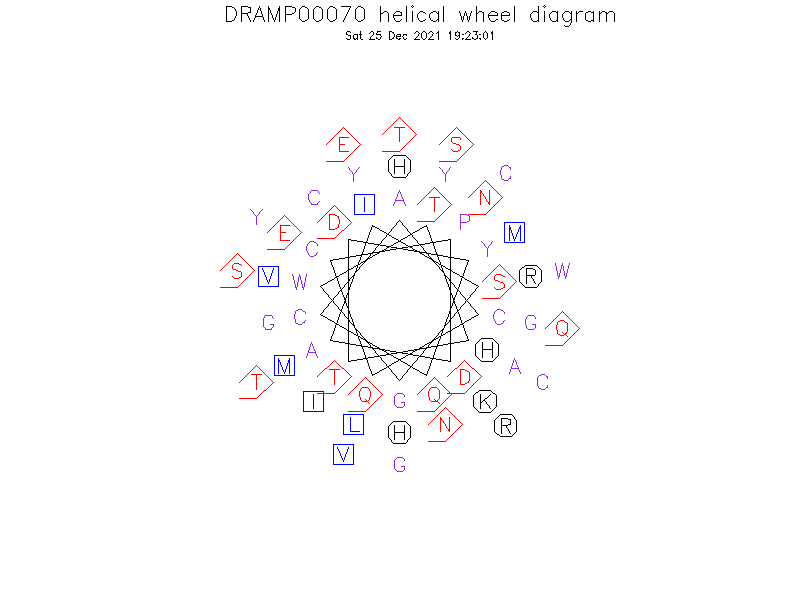 DRAMP00070 helical wheel diagram
Sat 25 Dec 2021 19:23:01
E T S
Y H Y C
C I A T N
Y E D P M
C Y
S V W S R W
G C C G Q
A H
T M T Q D A C
I G Q K
L H N R
V G